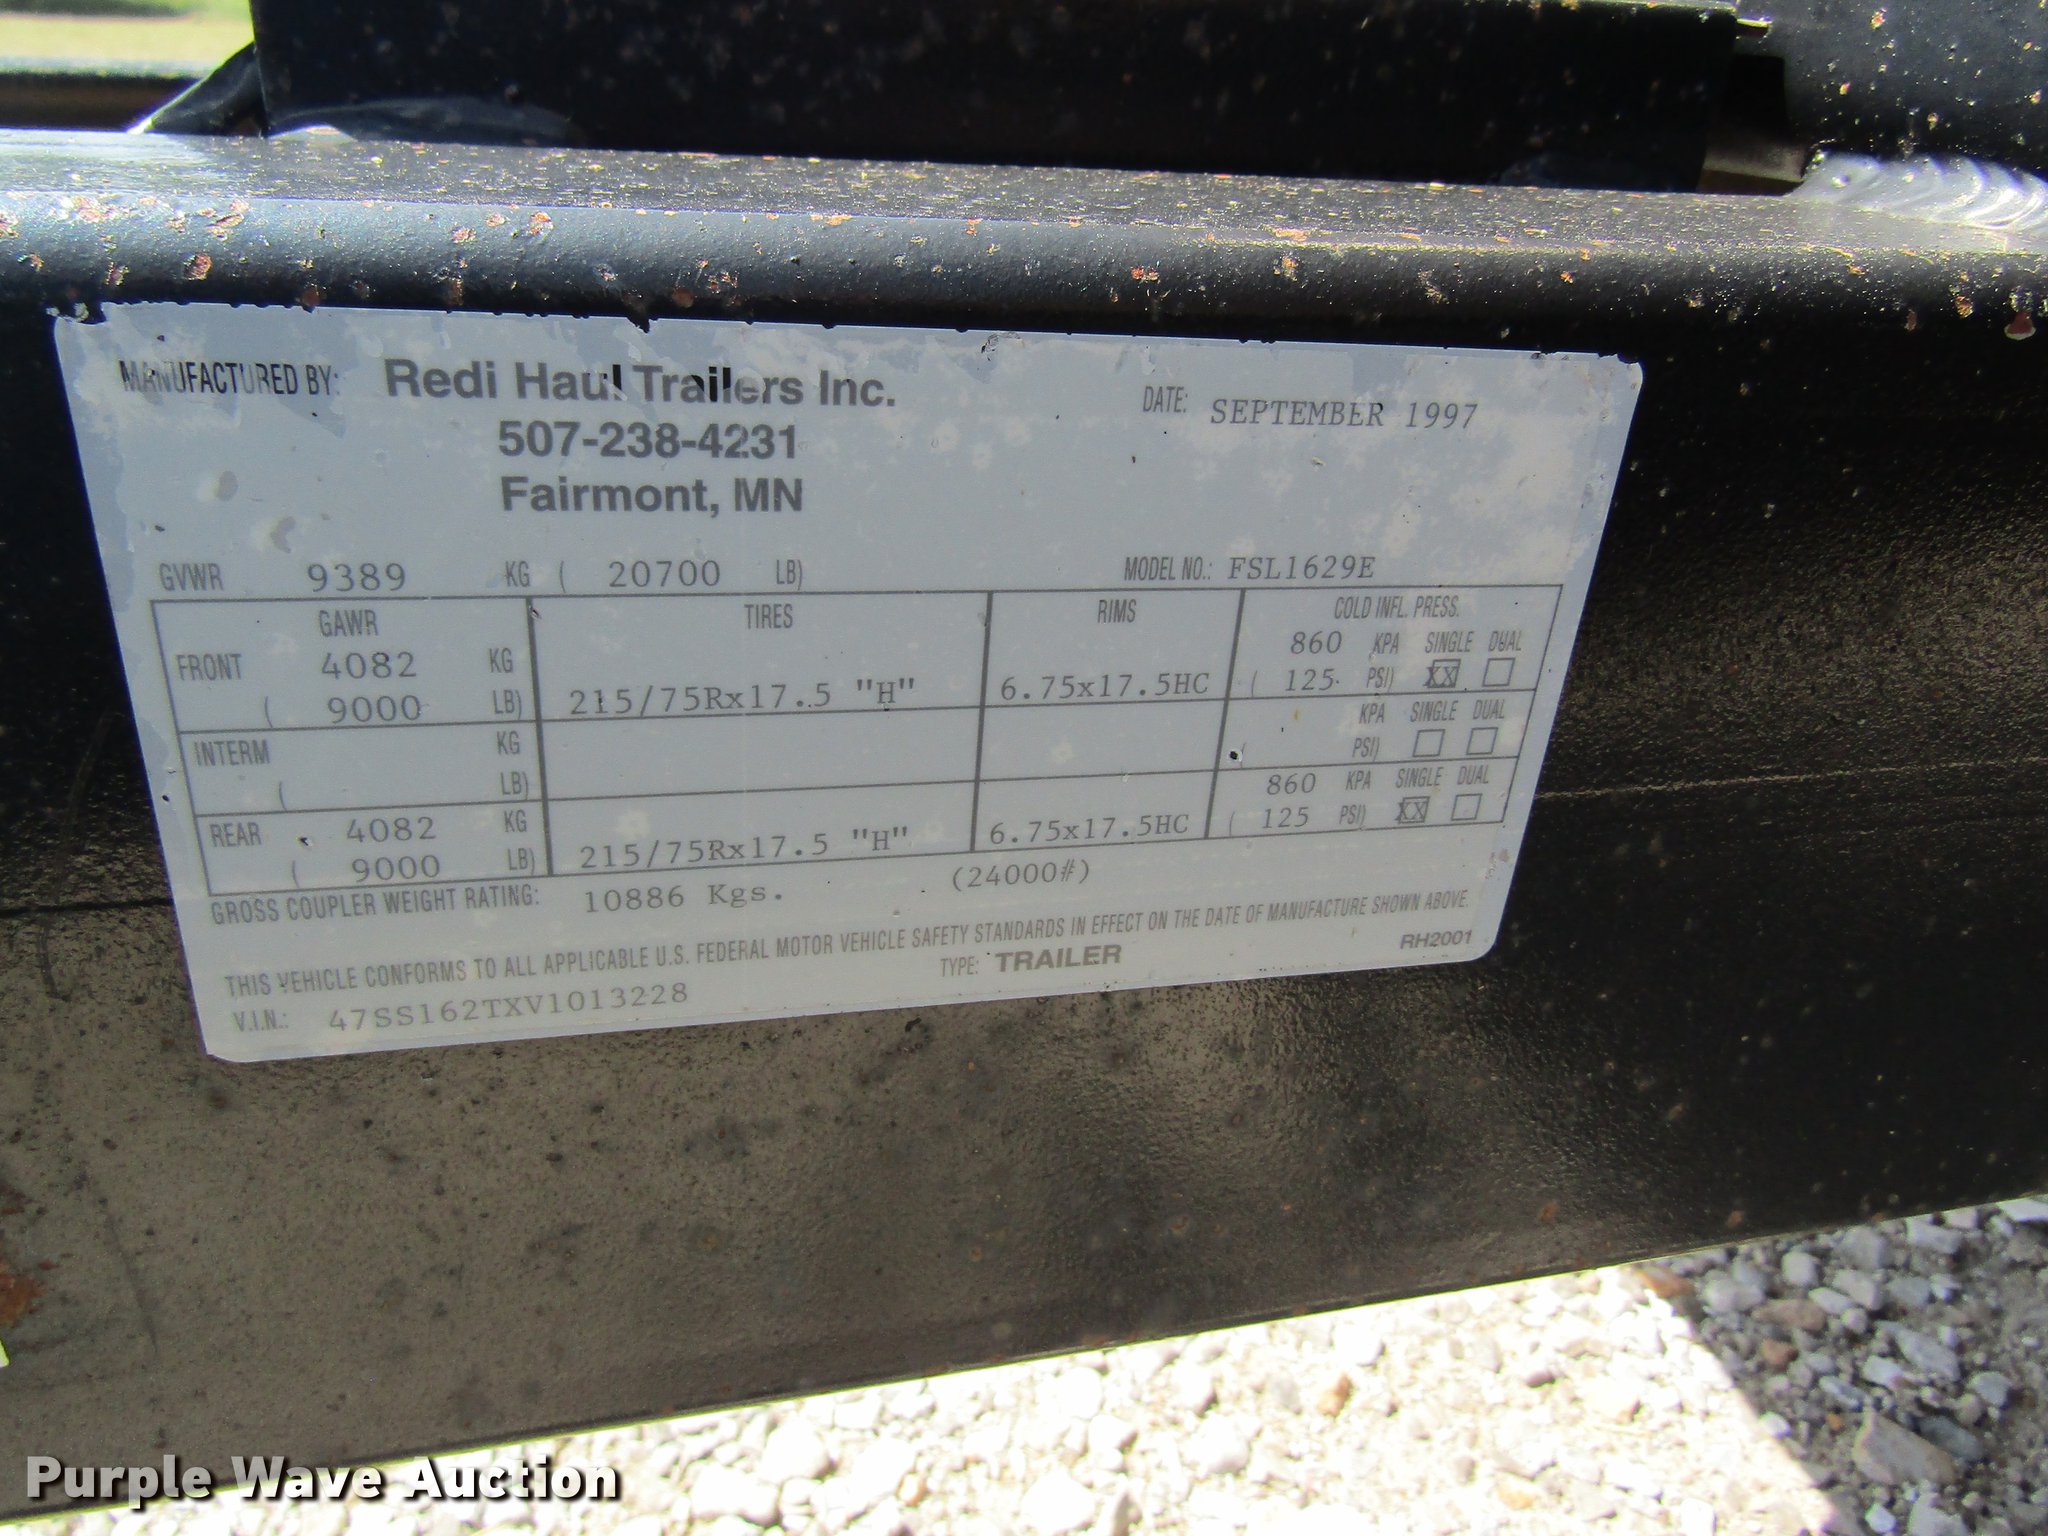 MANUFACTURED BY: Redi Haul Trailers Inc. DATE: SEPTEMBER 1997
507-238-4231
Fairmont, MN
GVWR 9389 KG ( 20700 LB) MODEL NO.: FSL1629E
GAWR TIRES RIMS COLD INFL. PRESS.
FRONT 4082 KG 860 KPA SINGLE DUAL
( 9000 LB) 215/75Rx17.5 "H" 6.75x17.5HC ( 125 PSI) XX
INTERM KG KPA SINGLE DUAL
( LB) ( PSI)
REAR 4082 KG 860 KPA SINGLE DUAL
( 9000 LB) 215/75Rx17.5 "H" 6.75x17.5HC ( 125 PSI) XX
GROSS COUPLER WEIGHT RATING: 10886 Kgs. (24000#)
THIS VEHICLE CONFORMS TO ALL APPLICABLE U.S. FEDERAL MOTOR VEHICLE SAFETY STANDARDS IN EFFECT ON THE DATE OF MANUFACTURE SHOWN ABOVE.
V.I.N.: 47SS162TXV1013228 TYPE: TRAILER RH2001
Purple Wave Auction